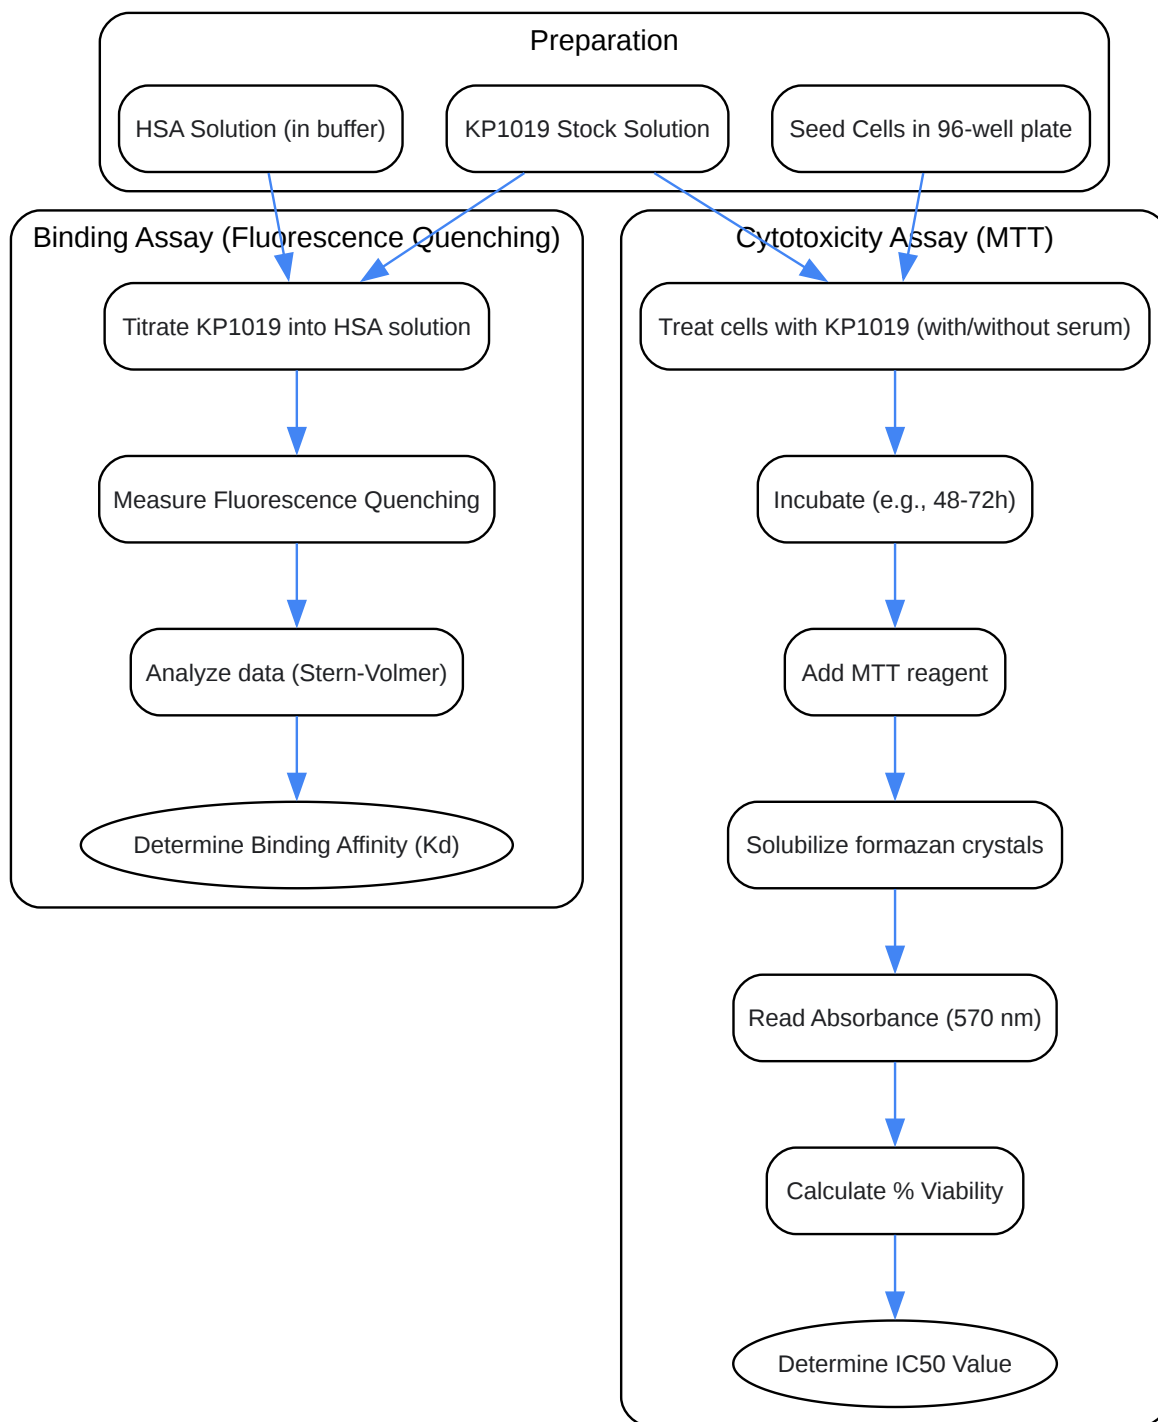 Preparation
HSA Solution (in buffer)
KP1019 Stock Solution
Seed Cells in 96-well plate
Binding Assay (Fluorescence Quenching)
Titrate KP1019 into HSA solution
Measure Fluorescence Quenching
Analyze data (Stern-Volmer)
Determine Binding Affinity (Kd)
Cytotoxicity Assay (MTT)
Treat cells with KP1019 (with/without serum)
Incubate (e.g., 48-72h)
Add MTT reagent
Solubilize formazan crystals
Read Absorbance (570 nm)
Calculate % Viability
Determine IC50 Value